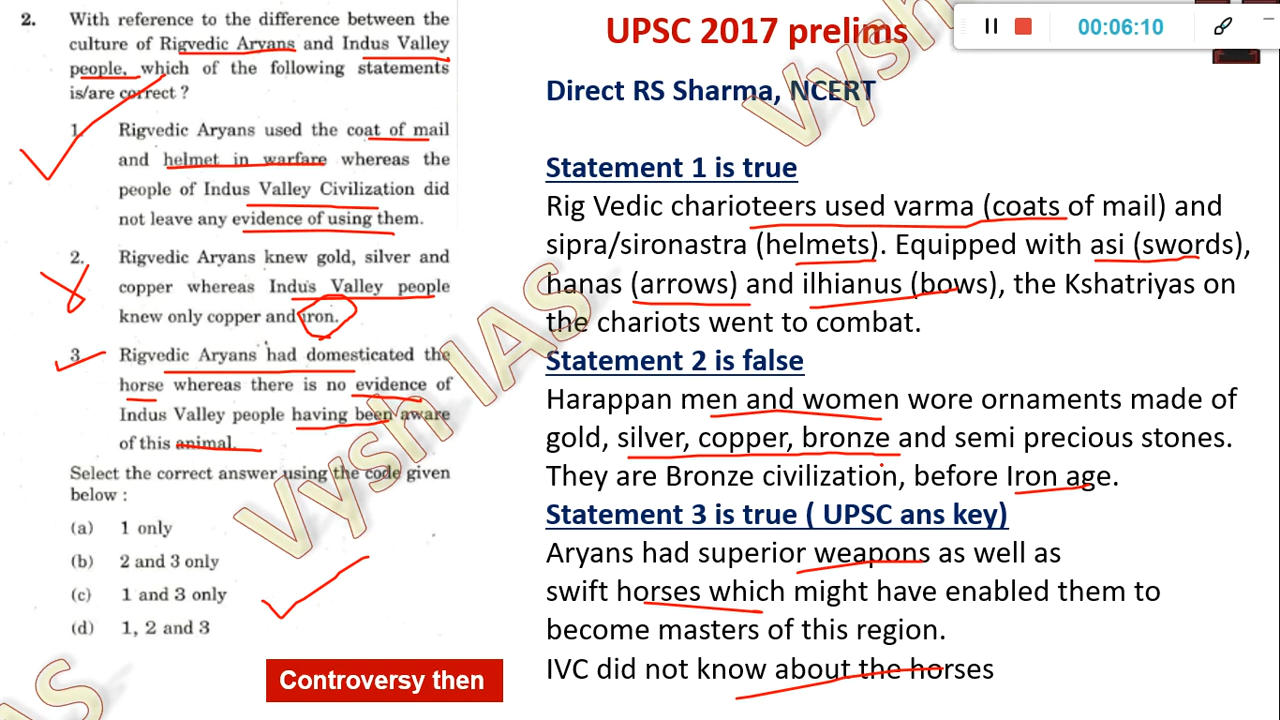 2. With reference to the difference between the
culture of Rigvedic Aryans and Indus Valley
people, which of the following statements
is/are correct ?
1. Rigvedic Aryans used the coat of mail
and helmet in warfare whereas the
people of Indus Valley Civilization did
not leave any evidence of using them.
2. Rigvedic Aryans knew gold, silver and
copper whereas Indus Valley people
knew only copper and iron.
3. Rigvedic Aryans had domesticated the
horse whereas there is no evidence of
Indus Valley people having been aware
of this animal.
Select the correct answer using the code given
below :
(a) 1 only
(b) 2 and 3 only
(c) 1 and 3 only
(d) 1, 2 and 3
Controversy then
UPSC 2017 prelims
00:06:10
Direct RS Sharma, NCERT
Statement 1 is true
Rig Vedic charioteers used varma (coats of mail) and
sipra/sironastra (helmets). Equipped with asi (swords),
hanas (arrows) and ilhianus (bows), the Kshatriyas on
the chariots went to combat.
Statement 2 is false
Harappan men and women wore ornaments made of
gold, silver, copper, bronze and semi precious stones.
They are Bronze civilization, before Iron age.
Statement 3 is true ( UPSC ans key)
Aryans had superior weapons as well as
swift horses which might have enabled them to
become masters of this region.
IVC did not know about the horses
Vysh IAS
Vysh
AS